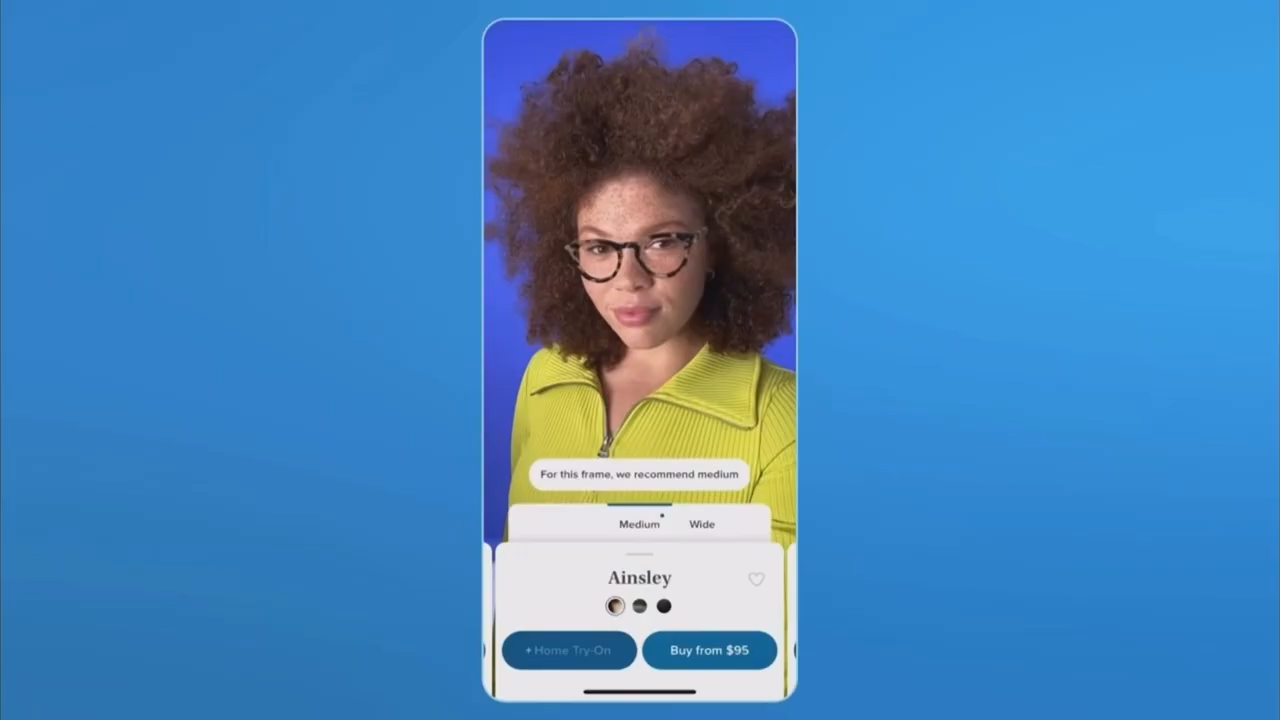 For this frame, we recommend medium
Medium Wide
Ainsley
+ Home Try-On
Buy from $95